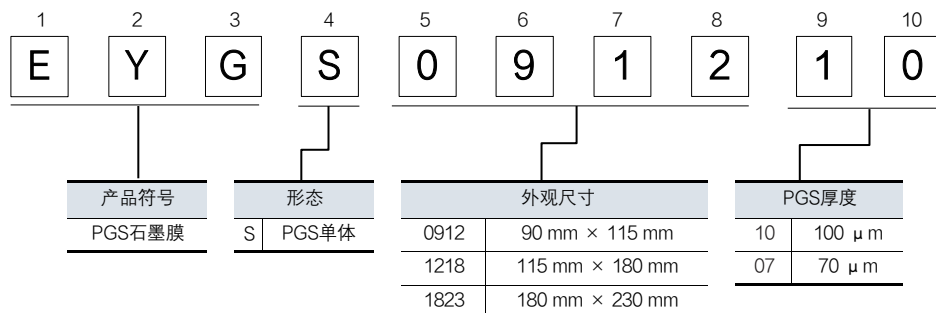 1 2 3 4 5 6 7 8 9 10
E Y G S 0 9 1 2 1 0
产品符号 形态 外观尺寸 PGS厚度
PGS石墨膜 S PGS单体 0912 90 mm × 115 mm 10 100 μm
1218 115 mm × 180 mm 07 70 μm
1823 180 mm × 230 mm